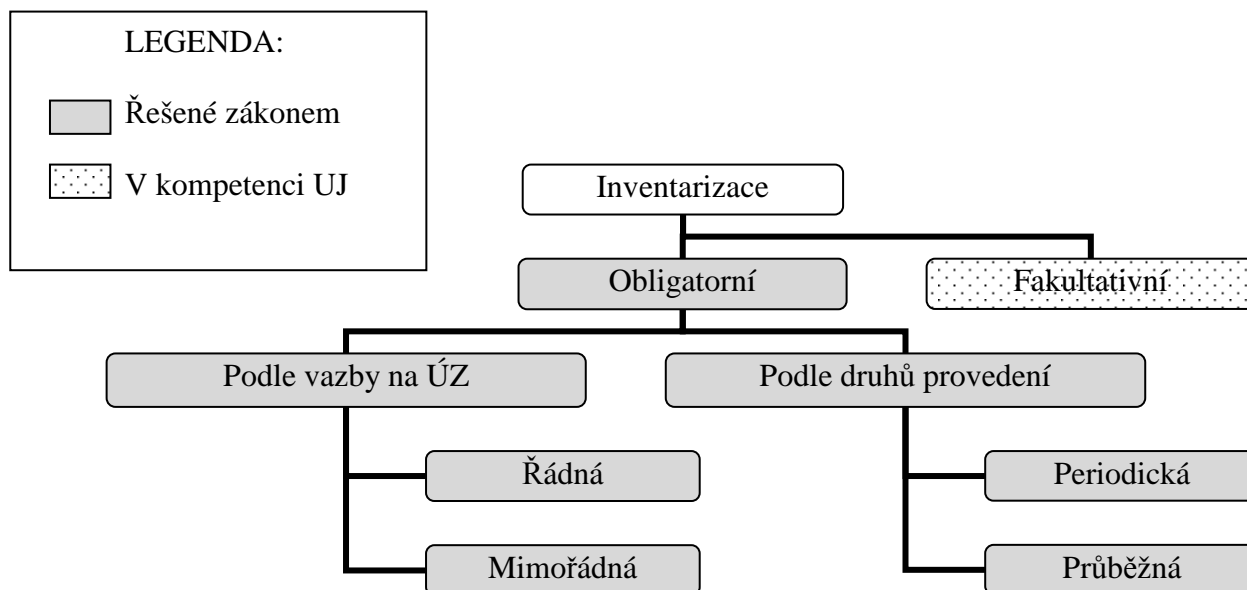 LEGENDA:
Řešené zákonem
V kompetenci UJ
Inventarizace
Obligatorní
Fakultativní
Podle vazby na ÚZ
Podle druhů provedení
Řádná
Periodická
Mimořádná
Průběžná